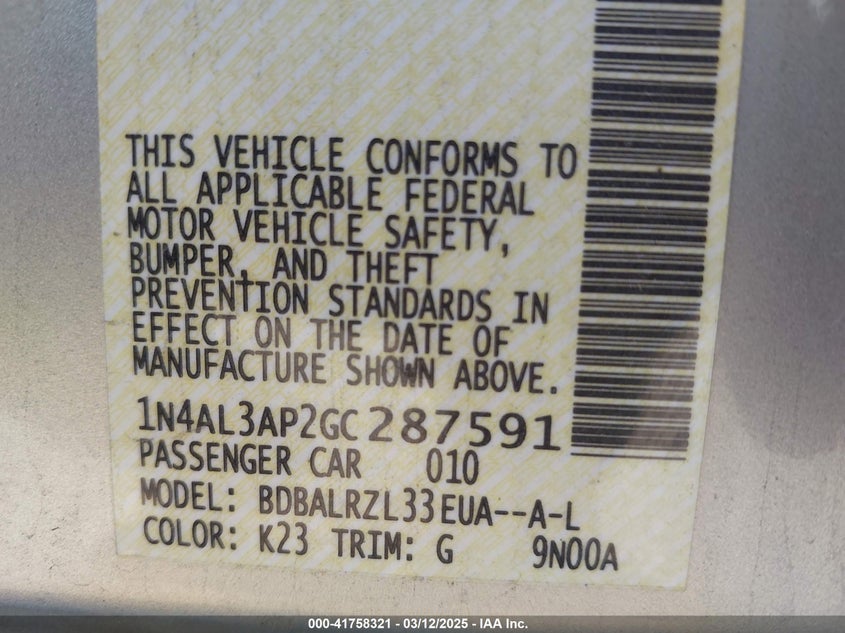 THIS VEHICLE CONFORMS TO
ALL APPLICABLE FEDERAL
MOTOR VEHICLE SAFETY,
BUMPER, AND THEFT
PREVENTION STANDARDS IN
EFFECT ON THE DATE OF
MANUFACTURE SHOWN ABOVE.
1N4AL3AP2GC287591
PASSENGER CAR 010
MODEL: BDBALRZL33EUA--A-L
COLOR: K23 TRIM: G 9N00A
000-41758321 - 03/12/2025 - IAA Inc.